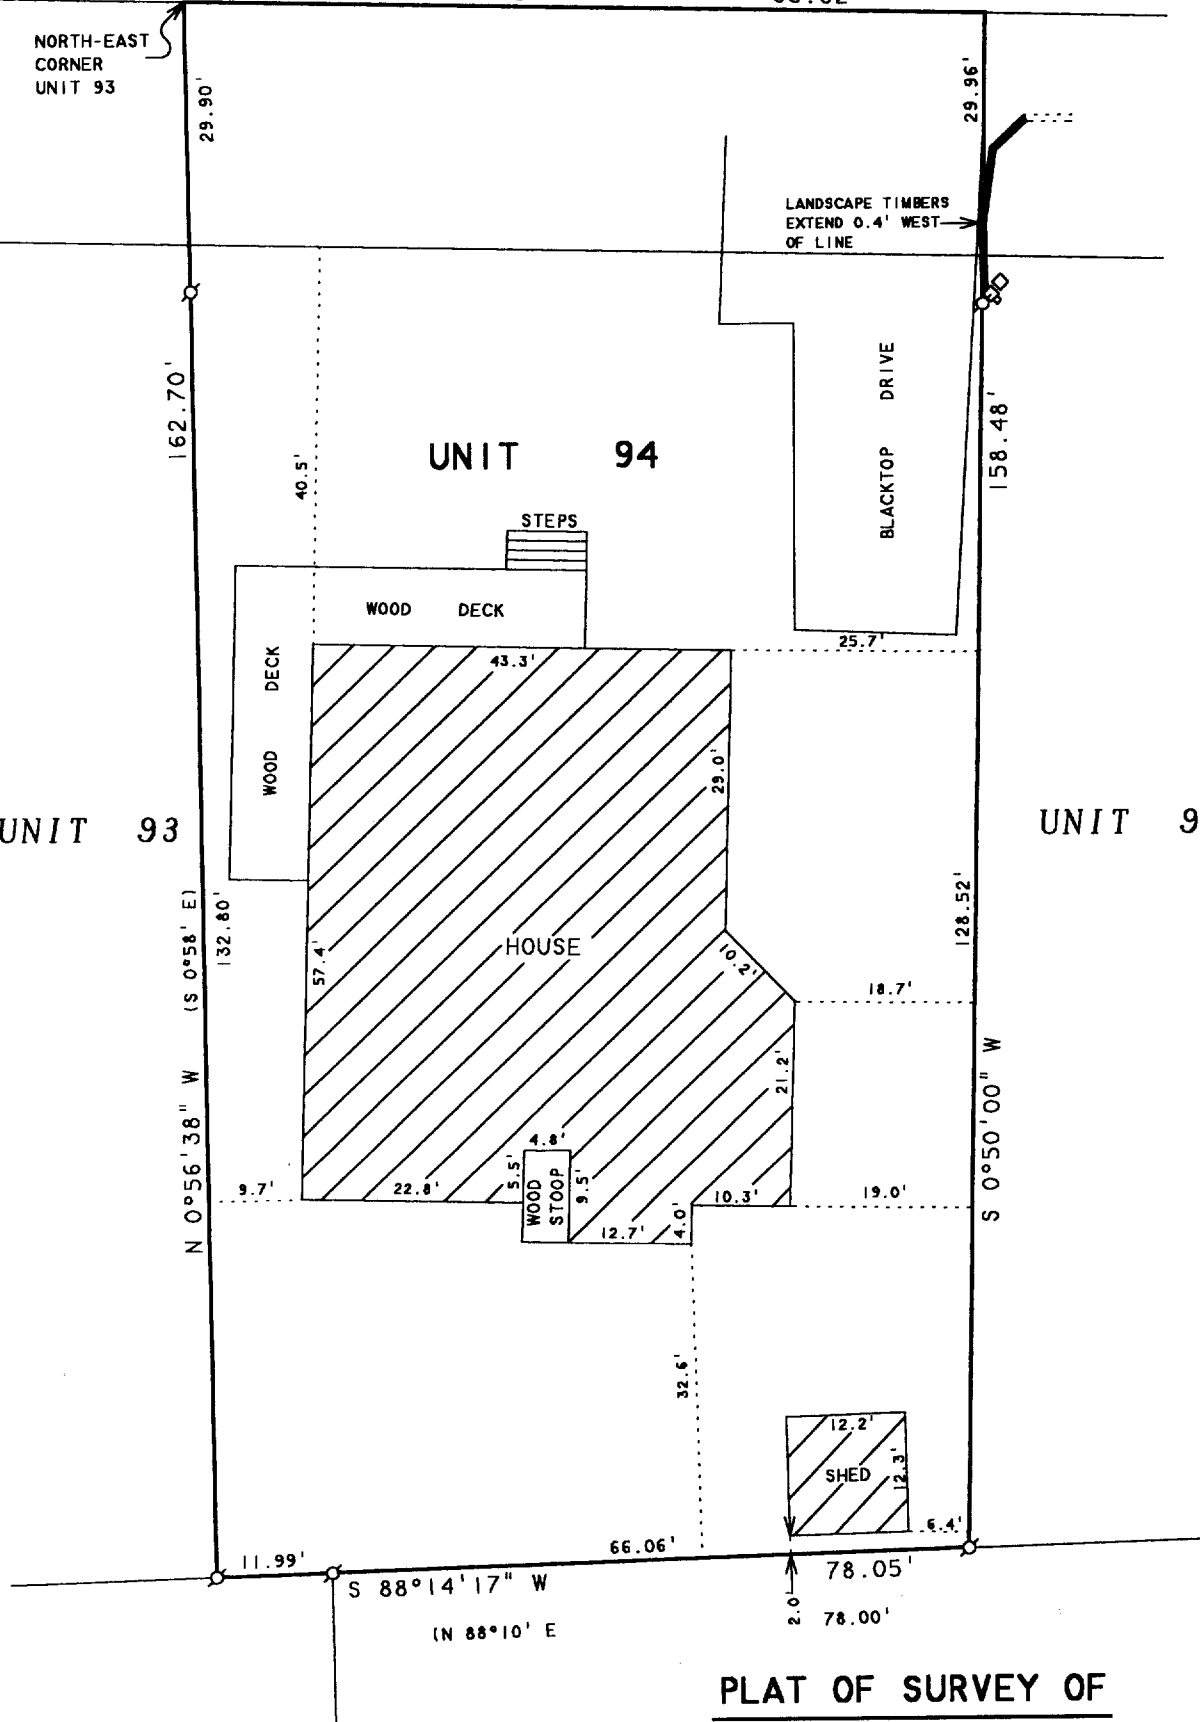 NORTH-EAST
CORNER
UNIT 93
29.90'
29.96'
LANDSCAPE TIMBERS
EXTEND 0.4' WEST
OF LINE
162.70'
158.48'
BLACKTOP DRIVE
UNIT 94
40.5'
STEPS
WOOD DECK
WOOD DECK
25.7'
43.3'
29.0'
UNIT 93
UNIT 9
(S 0°58' E)
132.80'
128.52'
57.4'
HOUSE
10.2'
18.7'
21.2'
N 0°56'38" W
S 0°50'00" W
4.8'
5.5'
WOOD
STOOP
9.5'
9.7'
22.8'
10.3'
19.0'
4.0'
12.7'
32.6'
12.2'
SHED
12.3'
6.4'
66.06'
11.99'
S 88°14'17" W
78.05'
2.0'
78.00'
(N 88°10' E
PLAT OF SURVEY OF